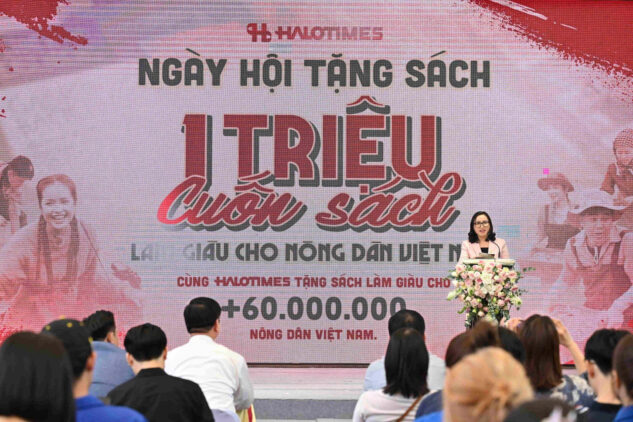 HALOTIMES
NGÀY HỘI TẶNG SÁCH
1 TRIỆU
Cuốn sách
LÀM GIÀU CHO NÔNG DÂN VIỆT N
CÙNG HALOTIMES TẶNG SÁCH LÀM GIÀU CHO
+60.000.000
NÔNG DÂN VIỆT NAM.